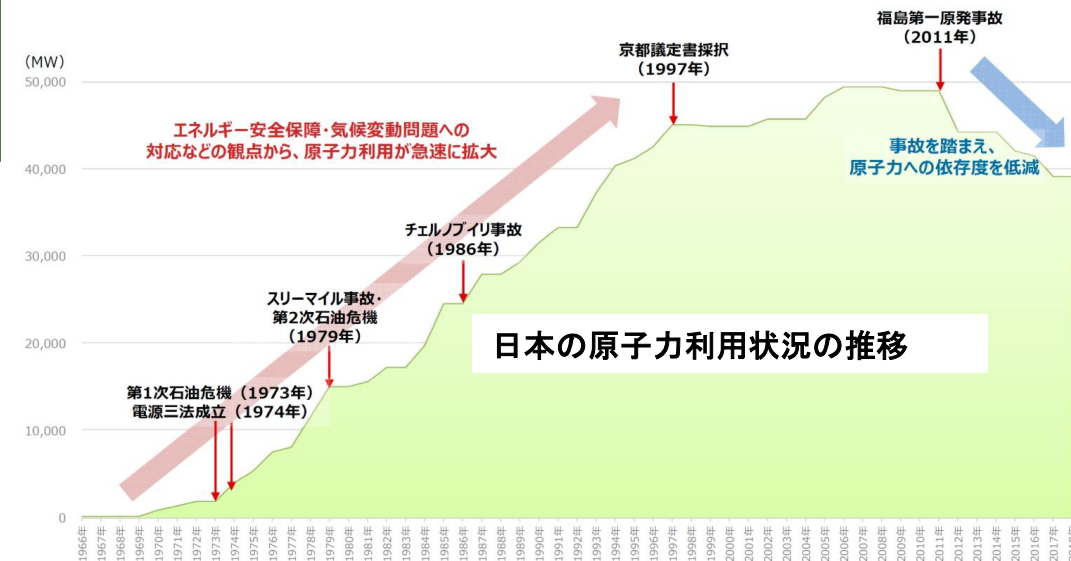 福島第一原発事故
（2011年）
京都議定書採択
（1997年）
（MW）
50,000
エネルギー安全保障・気候変動問題への
対応などの観点から、原子力利用が急速に拡大
事故を踏まえ、
原子力への依存度を低減
40,000
チェルノブイリ事故
（1986年）
30,000
スリーマイル事故・
第2次石油危機
（1979年）
20,000
日本の原子力利用状況の推移
第1次石油危機（1973年）
電源三法成立（1974年）
10,000
0
1966年
1967年
1968年
1969年
1970年
1971年
1972年
1973年
1974年
1975年
1976年
1977年
1978年
1979年
1980年
1981年
1982年
1983年
1984年
1985年
1986年
1987年
1988年
1989年
1990年
1991年
1992年
1993年
1994年
1995年
1996年
1997年
1998年
1999年
2000年
2001年
2002年
2003年
2004年
2005年
2006年
2007年
2008年
2009年
2010年
2011年
2012年
2013年
2014年
2015年
2016年
2017年